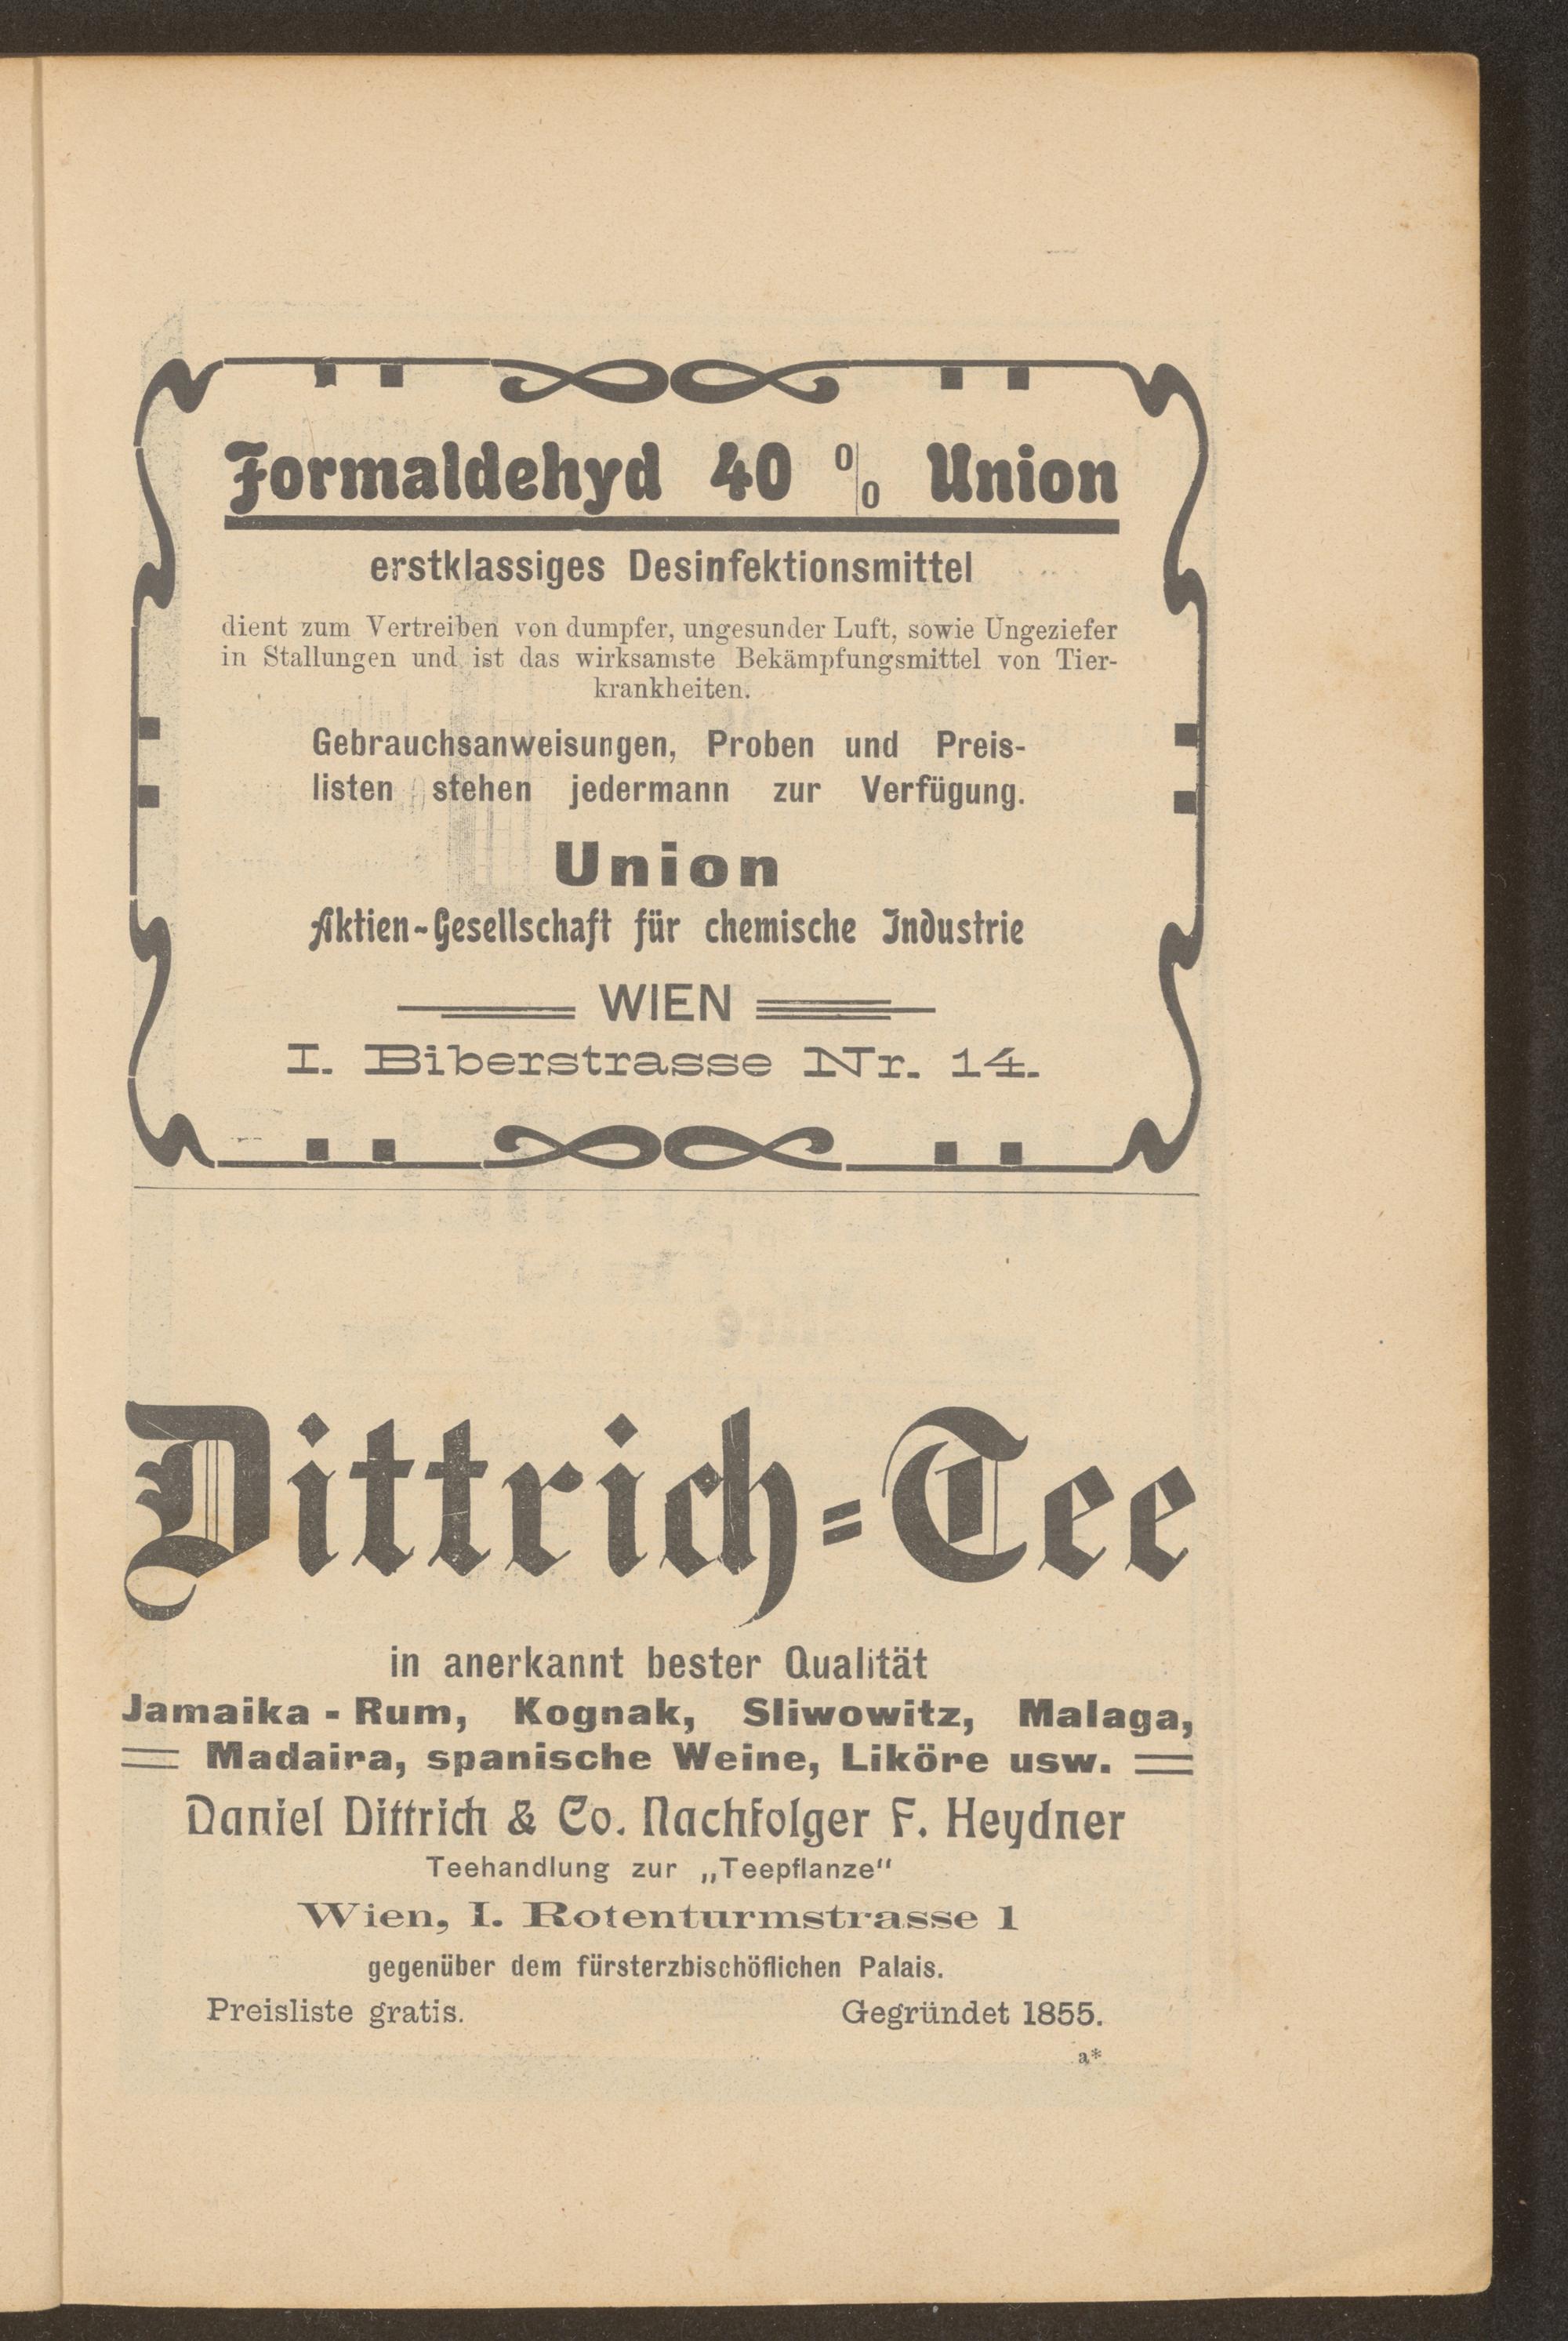 Formaldehyd 40 % Union
erstklassiges Desinfektionsmittel
dient zum Vertreiben von dumpfer, ungesunder Luft, sowie Ungeziefer
in Stallungen und ist das wirksamste Bekämpfungsmittel von Tier-
krankheiten.
Gebrauchsanweisungen, Proben und Preis-
listen stehen jedermann zur Verfügung.
Union
Aktien-Gesellschaft für chemische Industrie
WIEN
I. Biberstrasse Nr. 14.
Dittrich-Tee
in anerkannt bester Qualität
Jamaika - Rum, Kognak, Sliwowitz, Malaga,
Madaira, spanische Weine, Liköre usw.
Daniel Dittrich & Co. Nachfolger F. Heydner
Teehandlung zur „Teepflanze“
Wien, I. Rotenturmstrasse 1
gegenüber dem fürsterzbischöflichen Palais.
Preisliste gratis. Gegründet 1855.
a*